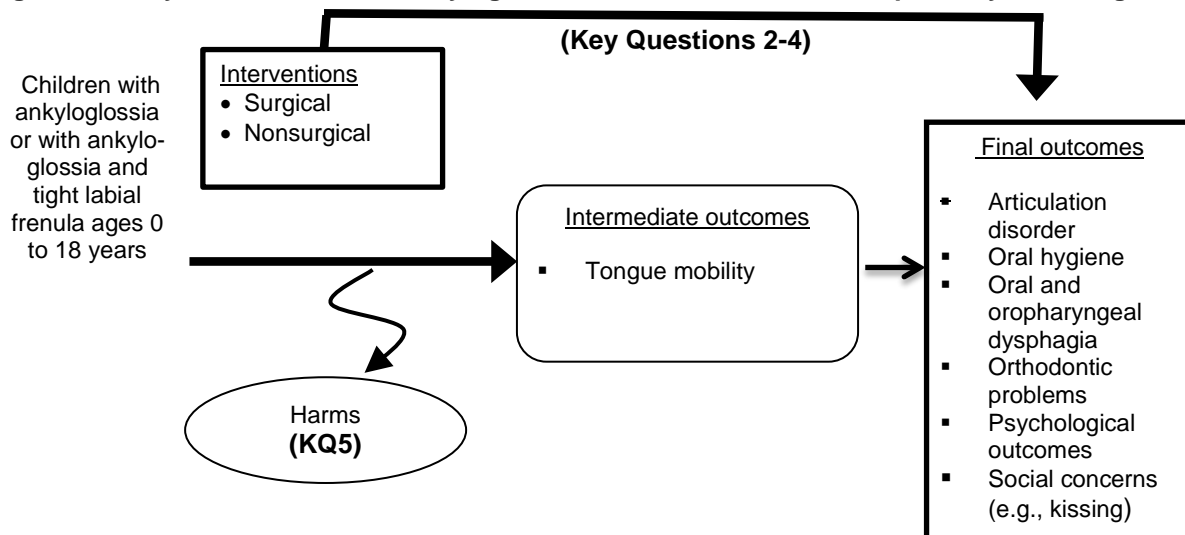 (Key Questions 2-4)
Children with
ankyloglossia
or with ankylo-
glossia and
tight labial
frenula ages 0
to 18 years
Interventions
• Surgical
• Nonsurgical
Intermediate outcomes
▪ Tongue mobility
Harms
(KQ5)
Final outcomes
▪ Articulation
disorder
▪ Oral hygiene
▪ Oral and
oropharyngeal
dysphagia
▪ Orthodontic
problems
▪ Psychological
outcomes
▪ Social concerns
(e.g., kissing)